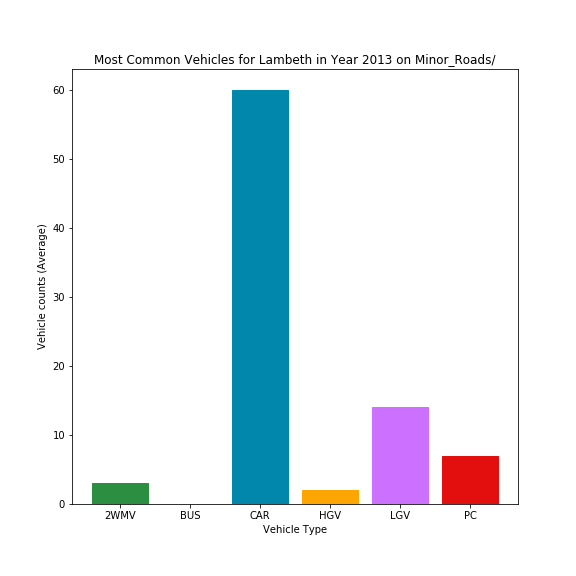 Most Common Vehicles for Lambeth in Year 2013 on Minor_Roads/
Vehicle counts (Average)
60
50
40
30
20
10
0
2WMV BUS CAR HGV LGV PC
Vehicle Type